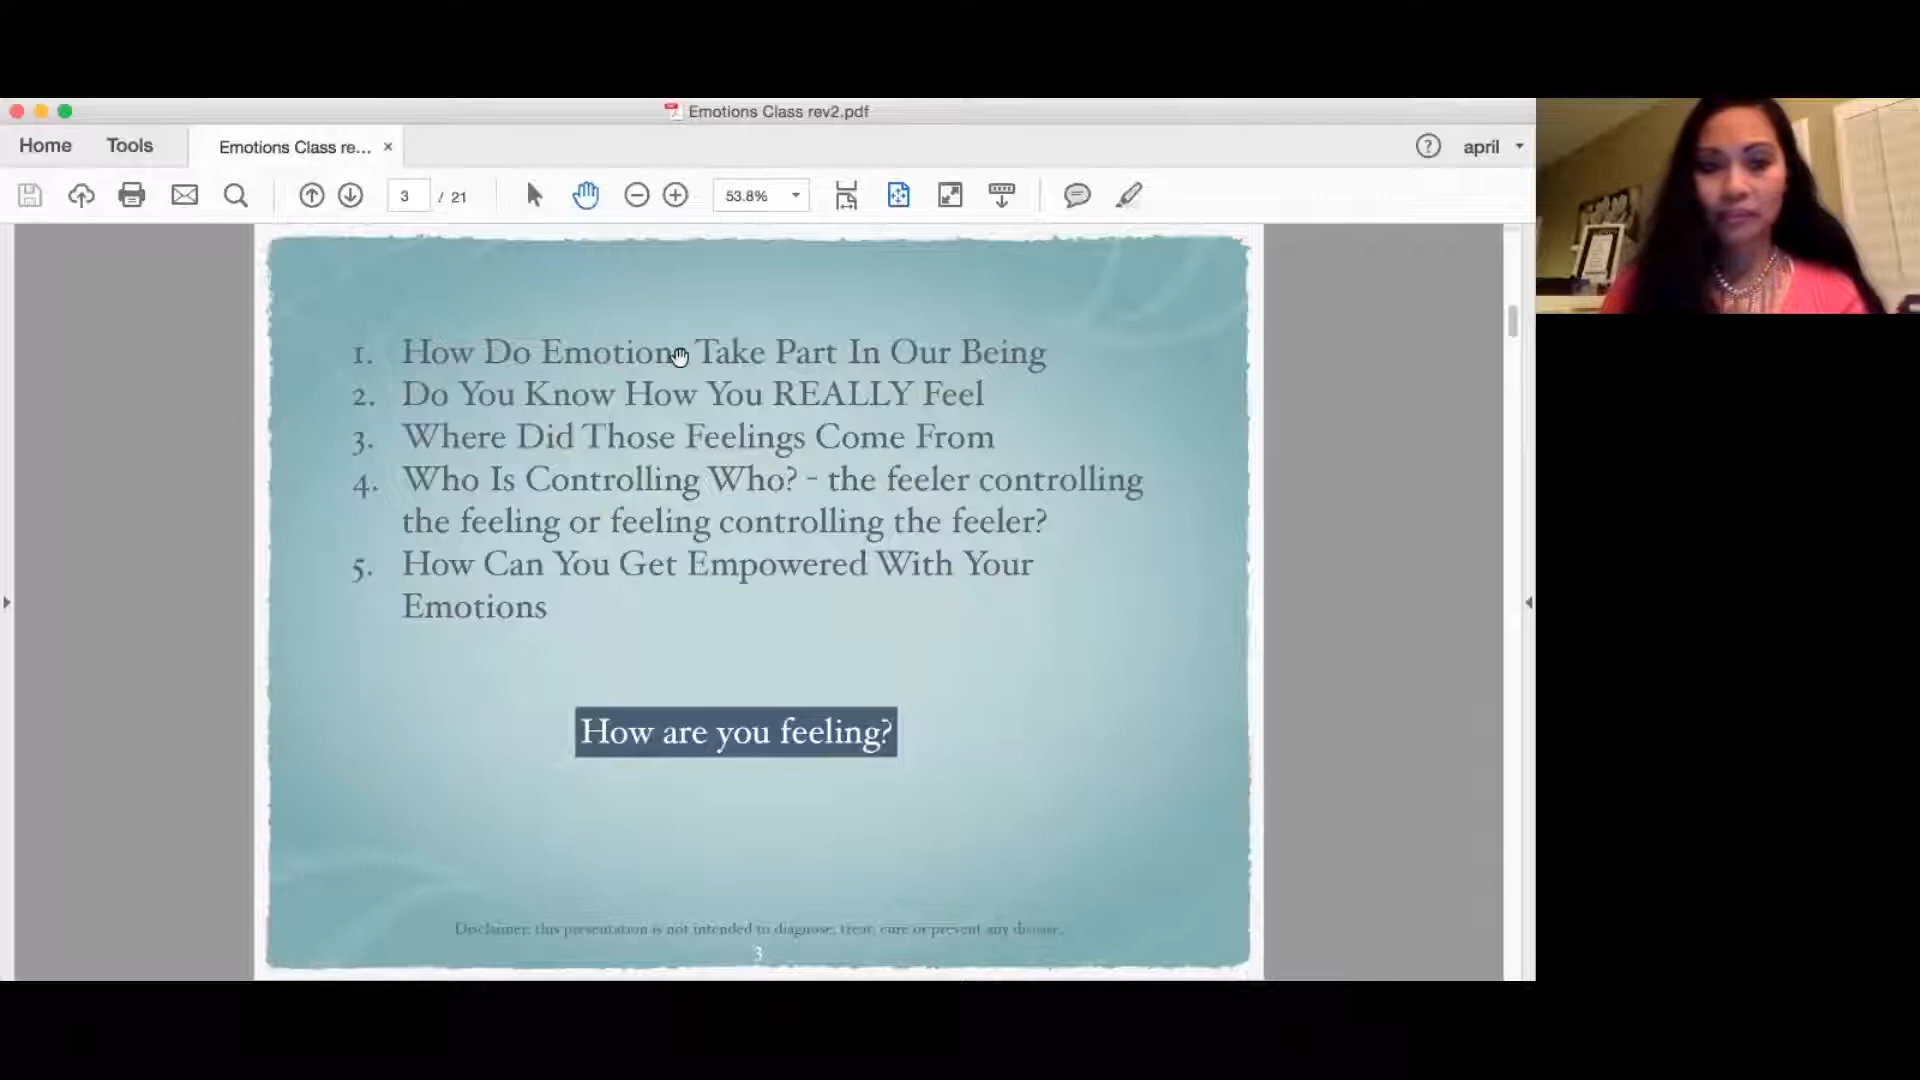 Emotions Class rev2.pdf
Home Tools Emotions Class re... × ? april
3 / 21 53.8%
1. How Do Emotions Take Part In Our Being
2. Do You Know How You REALLY Feel
3. Where Did Those Feelings Come From
4. Who Is Controlling Who? - the feeler controlling
the feeling or feeling controlling the feeler?
5. How Can You Get Empowered With Your
Emotions
How are you feeling?
Disclaimer: this presentation is not intended to diagnose, treat, cure or prevent any disease.
3